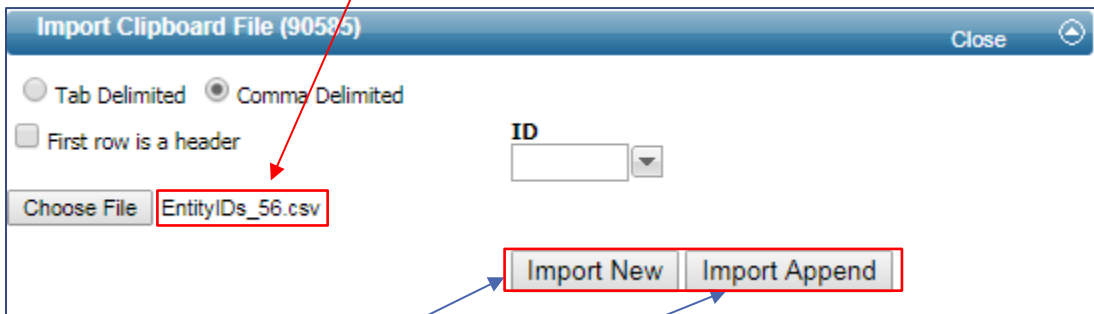 Import Clipboard File (90585)
Close
Tab Delimited Comma Delimited
First row is a header
ID
Choose File EntityIDs_56.csv
Import New Import Append